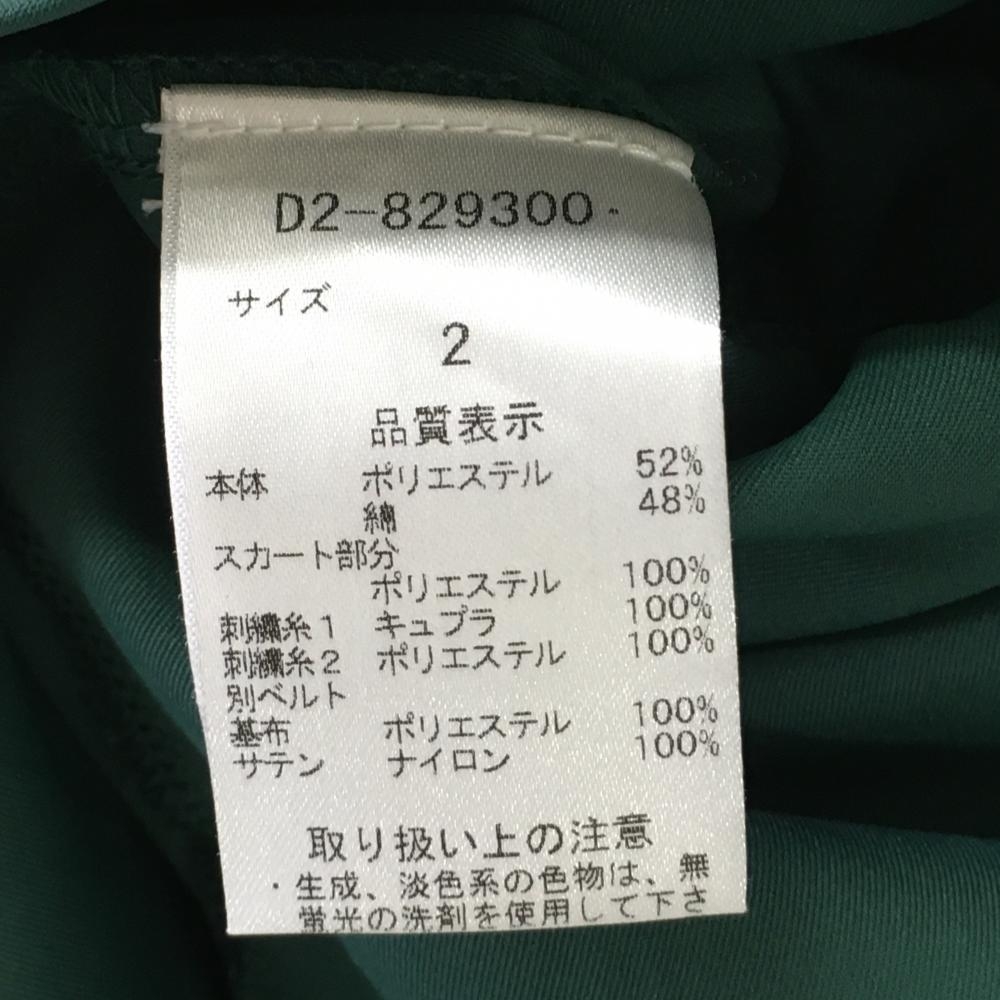 D2-829300・
サイズ
2
品質表示
本体 ポリエステル 52%
綿 48%
スカート部分
ポリエステル 100%
刺繍糸1 キュプラ 100%
刺繍糸2 ポリエステル 100%
別ベルト
基布 ポリエステル 100%
サテン ナイロン 100%
取り扱い上の注意
・生成、淡色系の色物は、無
蛍光の洗剤を使用して下さ